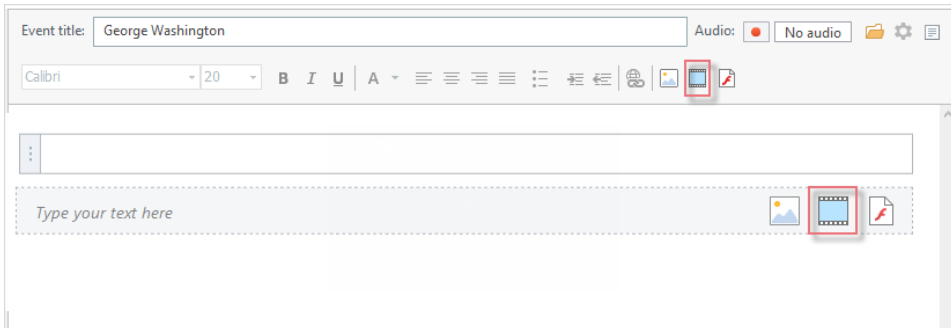 Event title: George Washington Audio: No audio
Calibri 20 B I U A
Type your text here